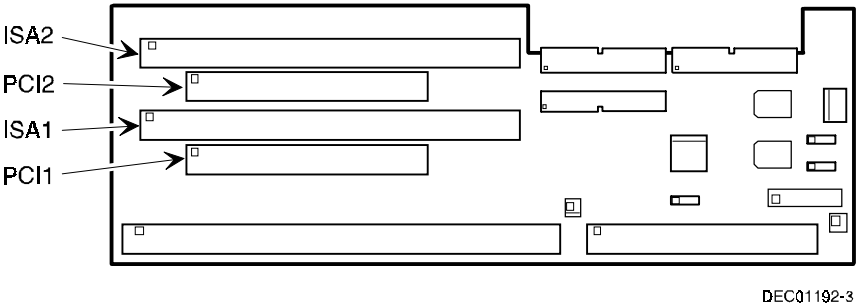 ISA2
PCI2
ISA1
PCI1
DEC01192-3